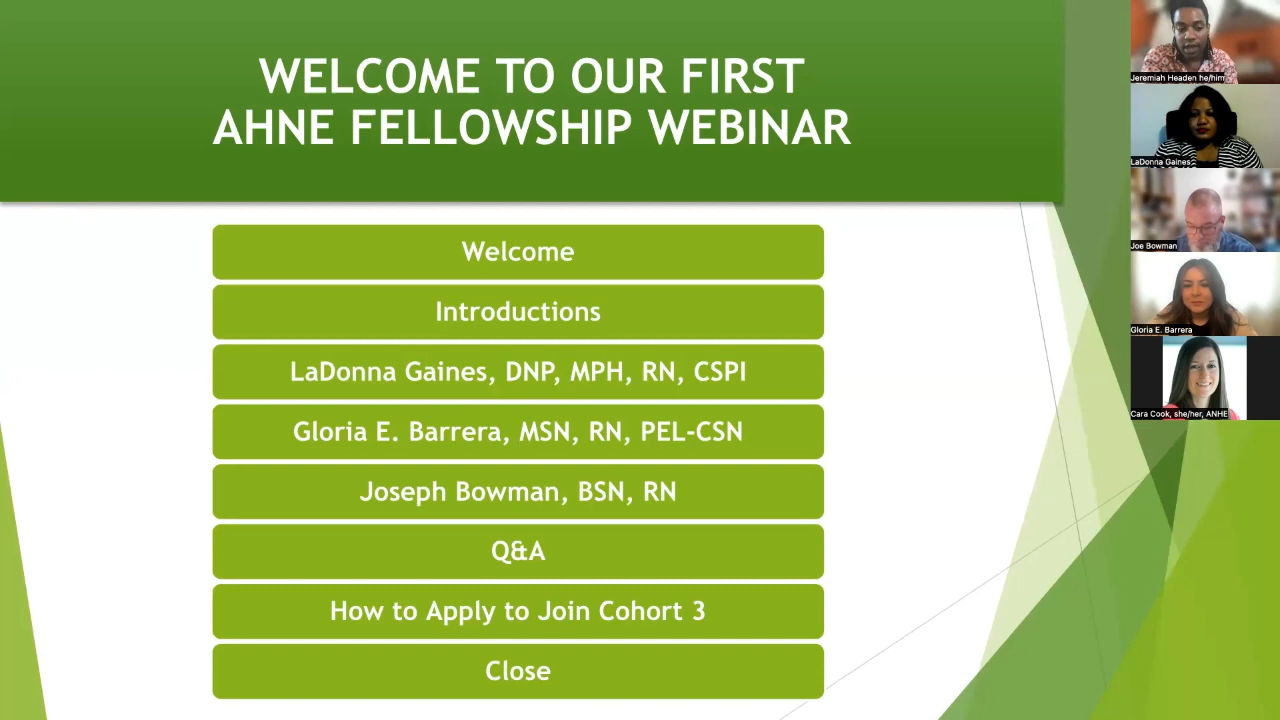 WELCOME TO OUR FIRST
AHNE FELLOWSHIP WEBINAR
Welcome
Introductions
LaDonna Gaines, DNP, MPH, RN, CSPI
Gloria E. Barrera, MSN, RN, PEL-CSN
Joseph Bowman, BSN, RN
Q&A
How to Apply to Join Cohort 3
Close
Jeremiah Headen he/him
LaDonna Gaines
Joe Bowman
Gloria E. Barrera
Cara Cook, she/her, ANHE